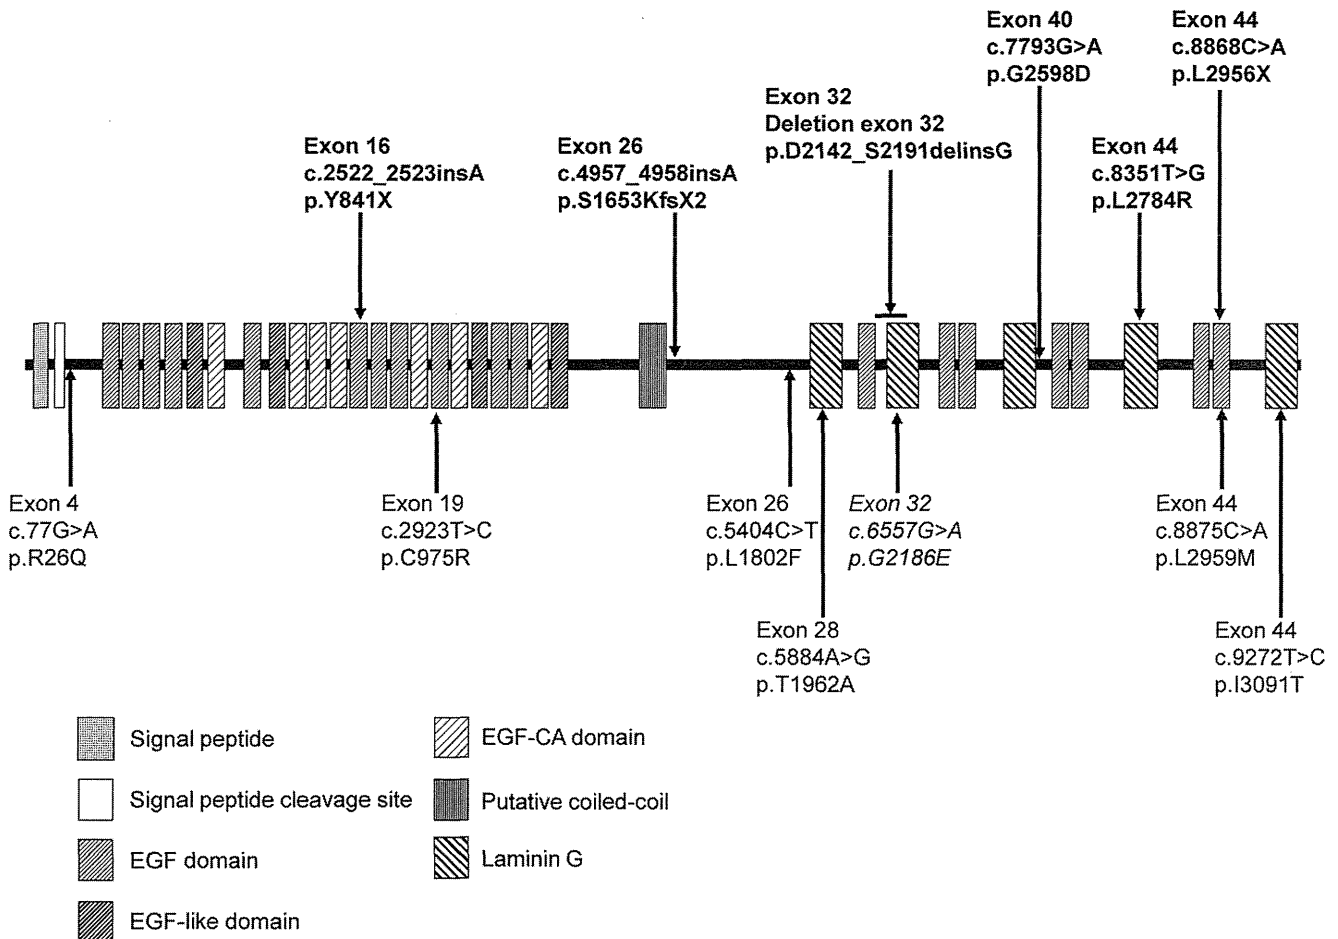 Exon 40
c.7793G>A
p.G2598D
Exon 44
c.8868C>A
p.L2956X
Exon 32
Deletion exon 32
p.D2142_S2191delinsG
Exon 16
c.2522_2523insA
p.Y841X
Exon 26
c.4957_4958insA
p.S1653KfsX2
Exon 44
c.8351T>G
p.L2784R
Exon 4
c.77G>A
p.R26Q
Exon 19
c.2923T>C
p.C975R
Exon 26
c.5404C>T
p.L1802F
Exon 32
c.6557G>A
p.G2186E
Exon 44
c.8875C>A
p.L2959M
Exon 28
c.5884A>G
p.T1962A
Exon 44
c.9272T>C
p.I3091T
Signal peptide
Signal peptide cleavage site
EGF domain
EGF-like domain
EGF-CA domain
Putative coiled-coil
Laminin G